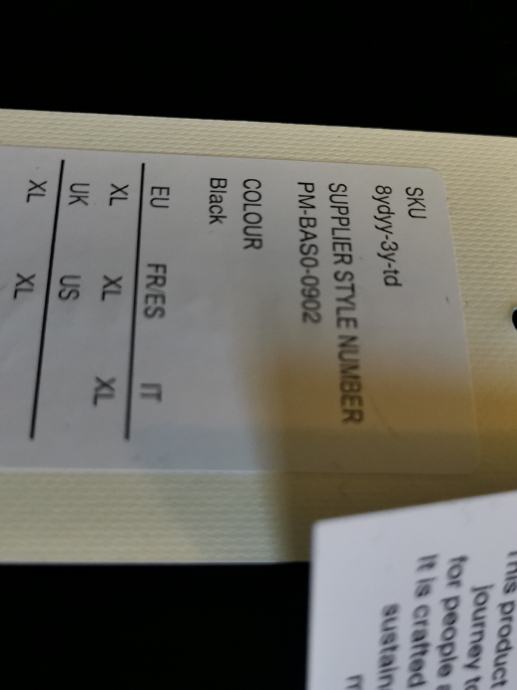 SKU
8ydyy-3y-td
SUPPLIER STYLE NUMBER
PM-BAS0-0902
COLOUR
Black
EU FR/ES IT
XL XL XL
UK US
XL XL
This product
journey to
for people
It is crafted
sustain